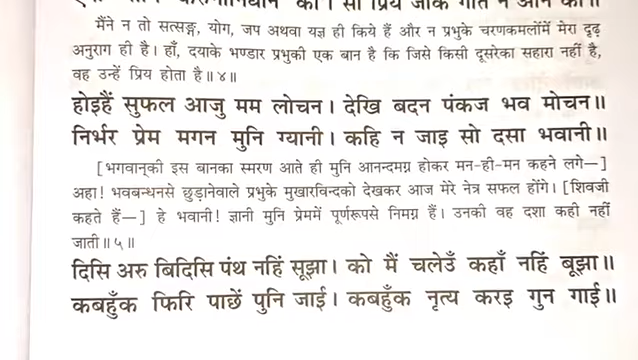 मैंने न तो सत्सङ्ग, योग, जप अथवा यज्ञ ही किये हैं और न प्रभुके चरणकमलोंमें मेरा दृढ़
अनुराग ही है। हाँ, दयाके भण्डार प्रभुकी एक बान है कि जिसे किसी दूसरेका सहारा नहीं है,
वह उन्हें प्रिय होता है॥४॥
होइहैं सुफल आजु मम लोचन। देखि बदन पंकज भव मोचन॥
निर्भर प्रेम मगन मुनि ग्यानी। कहि न जाइ सो दसा भवानी॥
[भगवान्‌की इस बानका स्मरण आते ही मुनि आनन्दमग्न होकर मन-ही-मन कहने लगे—]
अहा! भवबन्धनसे छुड़ानेवाले प्रभुके मुखारविन्दको देखकर आज मेरे नेत्र सफल होंगे। [शिवजी
कहते हैं—] हे भवानी! ज्ञानी मुनि प्रेममें पूर्णरूपसे निमग्न हैं। उनकी वह दशा कही नहीं
जाती॥५॥
दिसि अरु बिदिसि पंथ नहिं सूझा। को मैं चलेउँ कहाँ नहिं बूझा॥
कबहुँक फिरि पाछें पुनि जाई। कबहुँक नृत्य करइ गुन गाई॥